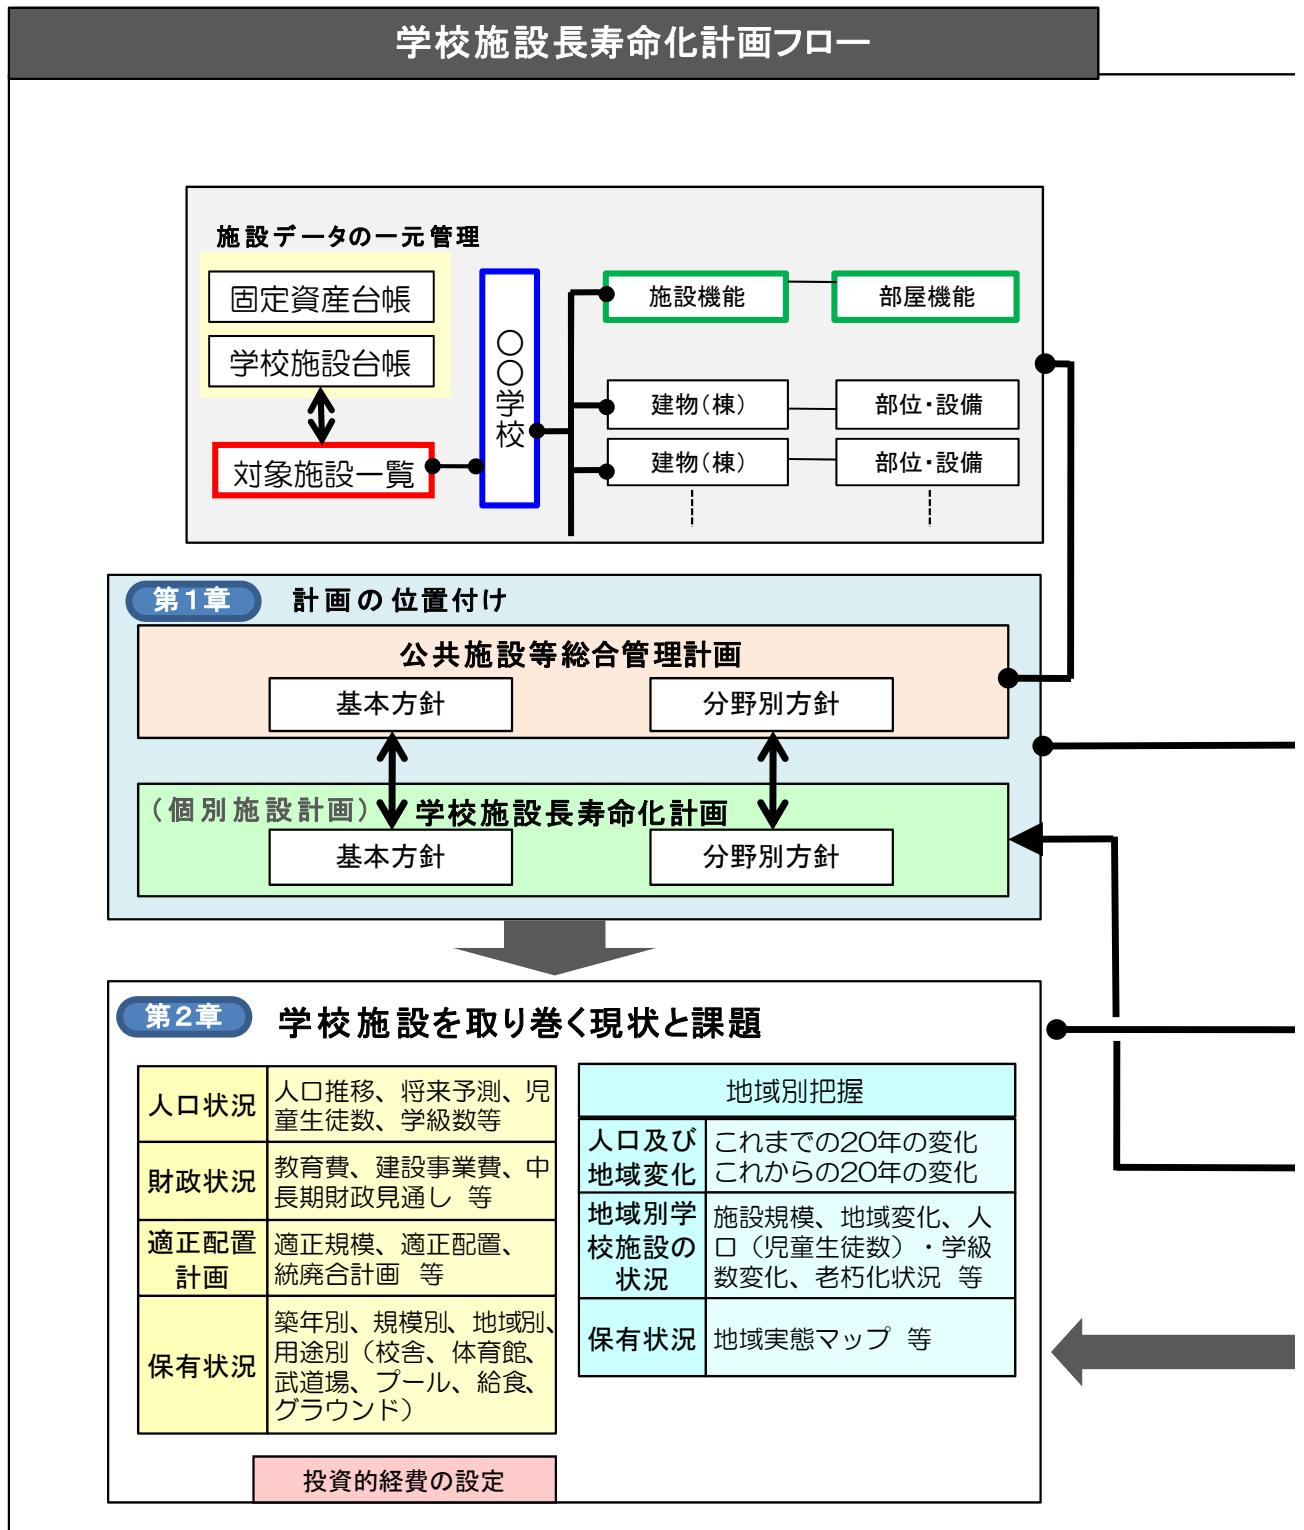 学校施設長寿命化計画フロー
施設データの一元管理
固定資産台帳
学校施設台帳
対象施設一覧
〇〇学校
施設機能
部屋機能
建物（棟）
部位・設備
建物（棟）
部位・設備
第１章
計画の位置付け
公共施設等総合管理計画
基本方針
分野別方針
（個別施設計画）
学校施設長寿命化計画
基本方針
分野別方針
第２章
学校施設を取り巻く現状と課題
人口状況
人口推移、将来予測、児
童生徒数、学級数等
財政状況
教育費、建設事業費、中
長期財政見通し　等
適正配置
計画
適正規模、適正配置、
統廃合計画　等
保有状況
築年別、規模別、地域別、
用途別（校舎、体育館、
武道場、プール、給食、
グラウンド）
投資的経費の設定
地域別把握
人口及び
地域変化
これまでの20年の変化
これからの20年の変化
地域別学
校施設の
状況
施設規模、地域変化、人
口（児童生徒数）・学級
数変化、老朽化状況　等
保有状況
地域実態マップ　等